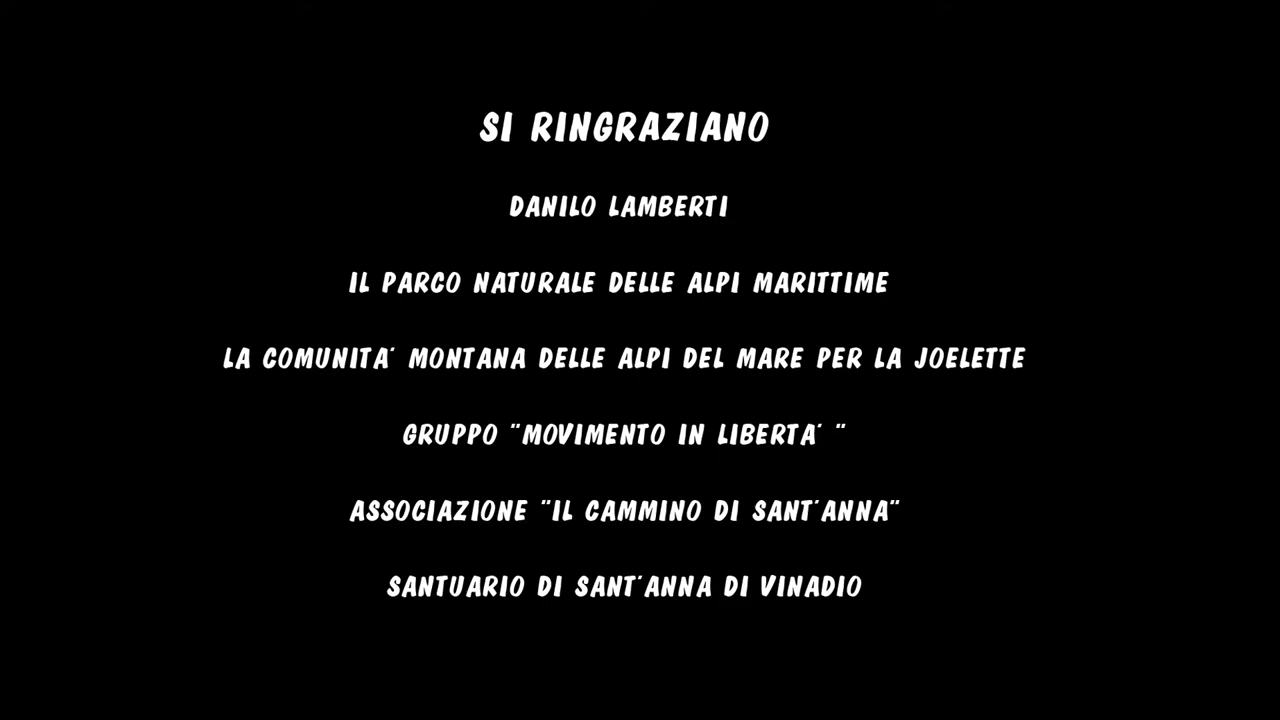 SI RINGRAZIANO
DANILO LAMBERTI
IL PARCO NATURALE DELLE ALPI MARITTIME
LA COMUNITA' MONTANA DELLE ALPI DEL MARE PER LA JOELETTE
GRUPPO "MOVIMENTO IN LIBERTA' "
ASSOCIAZIONE "IL CAMMINO DI SANT'ANNA"
SANTUARIO DI SANT'ANNA DI VINADIO